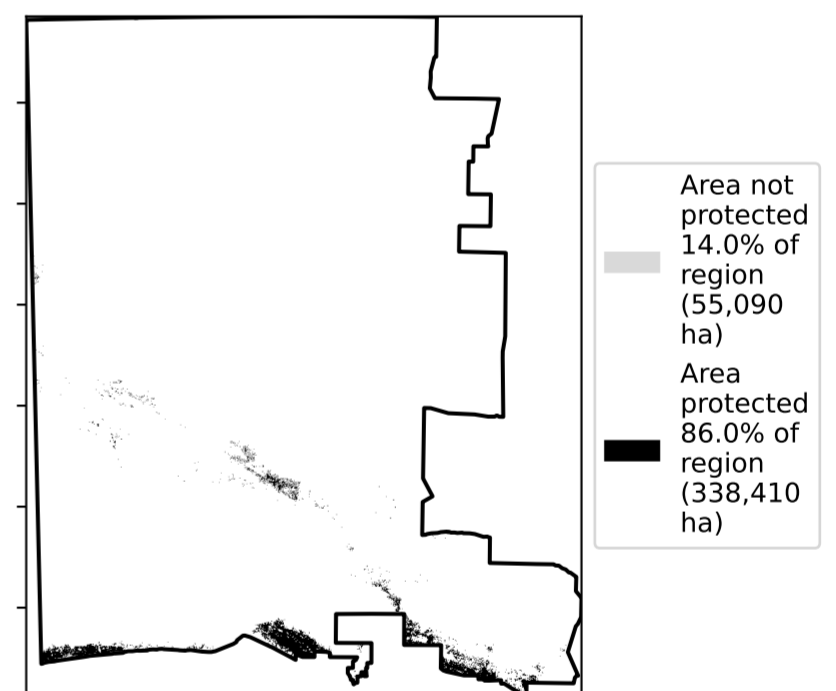 Area not
protected
14.0% of
region
(55,090
ha)
Area
protected
86.0% of
region
(338,410
ha)